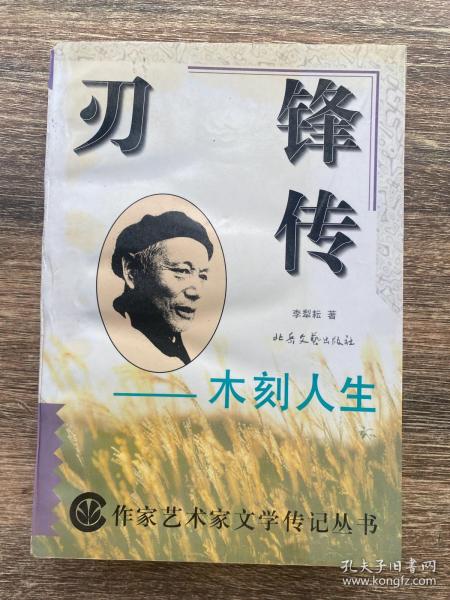 刃锋传
李犁耘 著
北岳文艺出版社
——木刻人生
作家艺术家文学传记丛书
孔夫子旧书网
www.kongfz.com